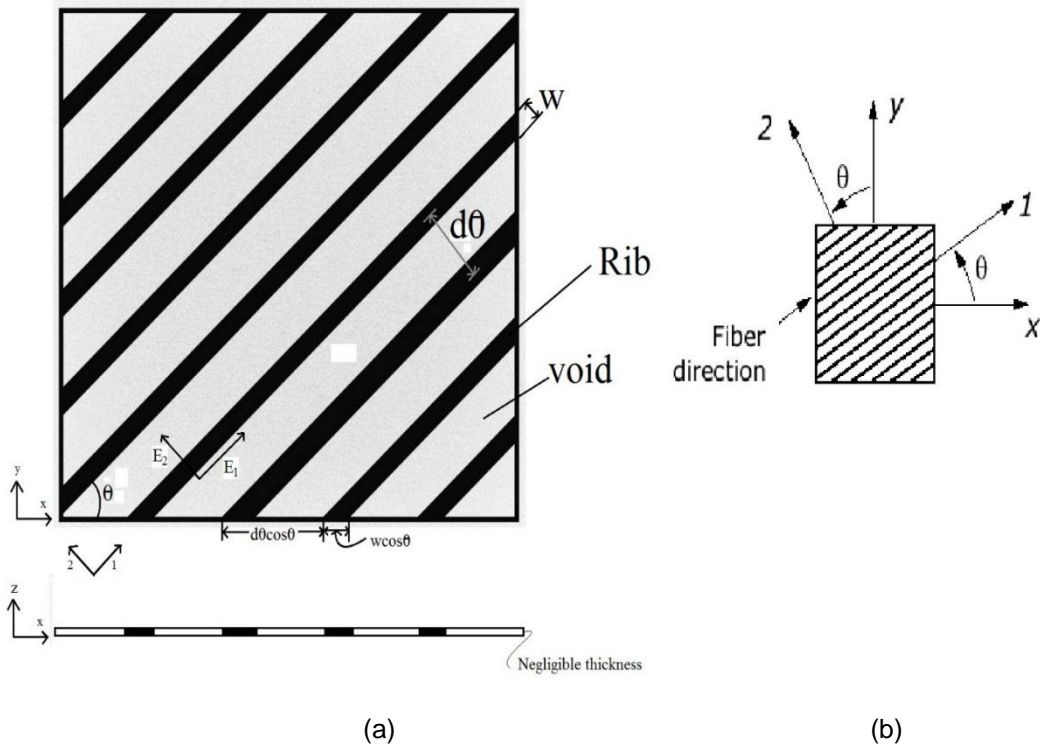 W
dθ
Rib
void
E₂
E₁
θ
y
x
dθcosθ
wcosθ
2
1
z
x
Negligible thickness
(a)
y
2
θ
1
θ
x
Fiber
direction
(b)